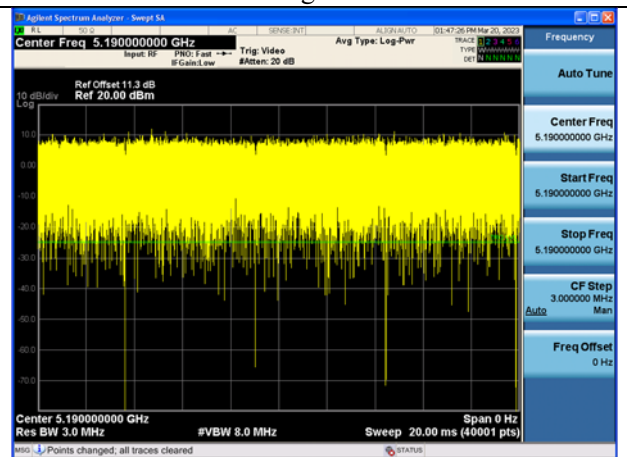 Agilent Spectrum Analyzer - Swept SA
RL 50 Ω AC SENSE:INT ALIGN AUTO 01:47:26 PM Mar 20, 2023
Center Freq 5.190000000 GHz Avg Type: Log-Pwr TRACE 1 2 3 4 5 6
Input: RF PNO: Fast Trig: Video TYPE
IFGain:Low #Atten: 20 dB DET N N N N N N
Ref Offset 11.3 dB
10 dB/div Ref 20.00 dBm
Log
10.0
0.00
-10.0
-20.0
-30.0
-40.0
-50.0
-60.0
-70.0
Center 5.190000000 GHz Span 0 Hz
Res BW 3.0 MHz #VBW 8.0 MHz Sweep 20.00 ms (40001 pts)
MSG Points changed; all traces cleared STATUS
Frequency
Auto Tune
Center Freq
5.190000000 GHz
Start Freq
5.190000000 GHz
Stop Freq
5.190000000 GHz
CF Step
3.000000 MHz
Auto Man
Freq Offset
0 Hz